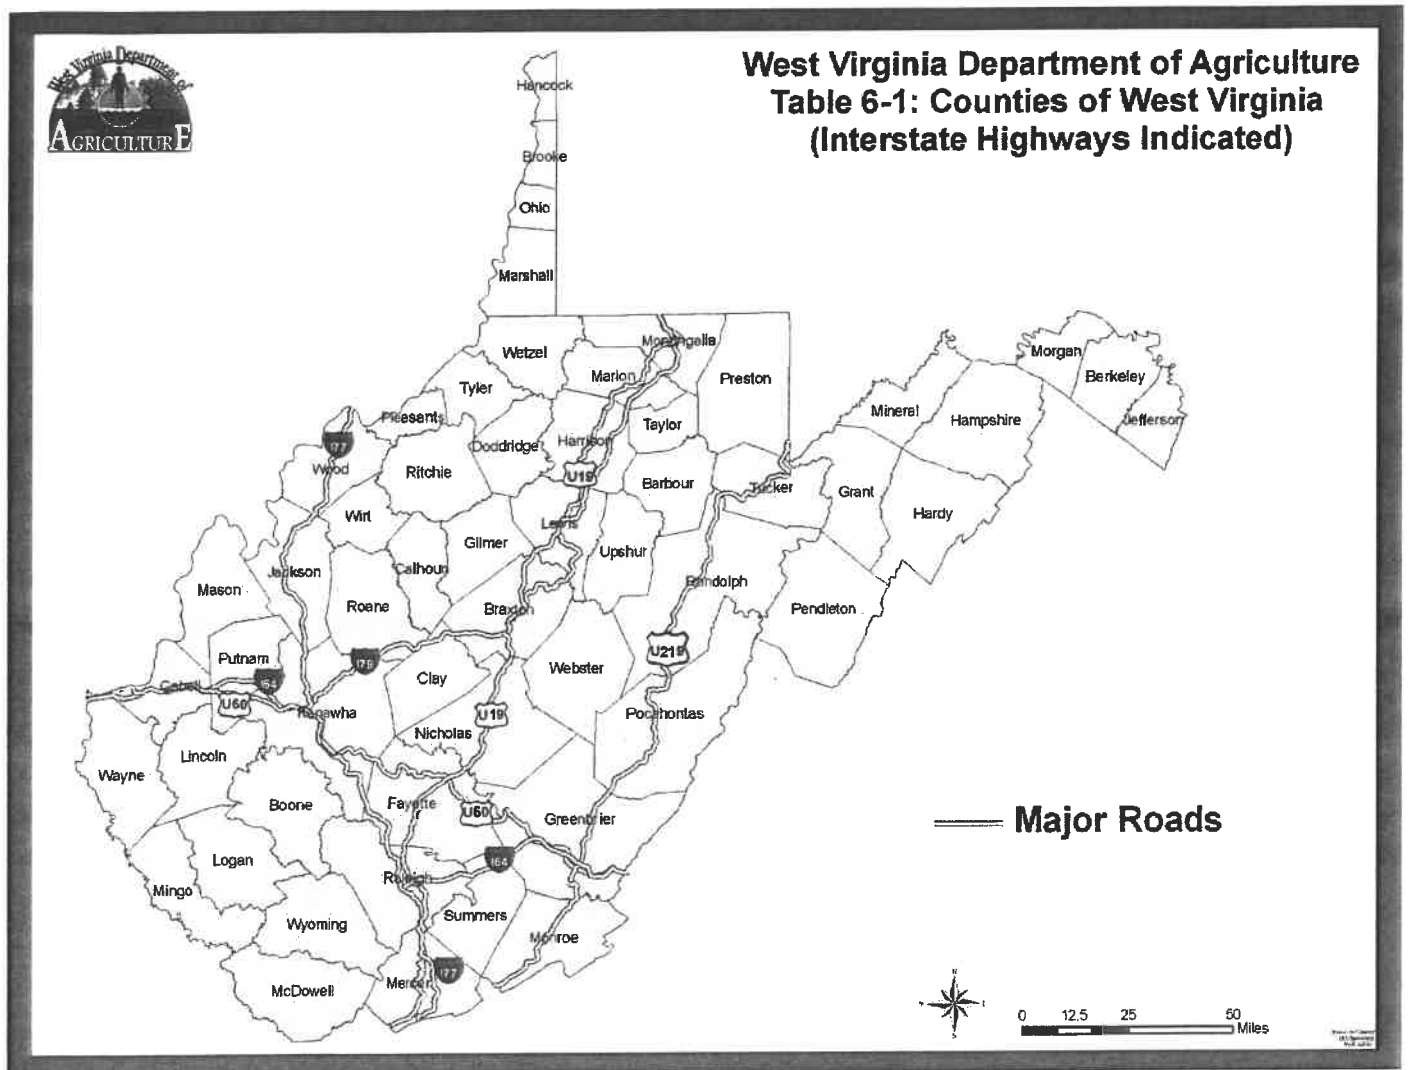 West Virginia Department of
AGRICULTURE
West Virginia Department of Agriculture
Table 6-1: Counties of West Virginia
(Interstate Highways Indicated)
Hancock
Brooke
Ohio
Marshall
Wetzel
Monongalia
Marion
Preston
Tyler
Pleasants
Doddridge
Harrison
Taylor
Morgan
Berkeley
Jefferson
Mineral
Hampshire
I77
Wood
Ritchie
U19
Barbour
Tucker
Grant
Hardy
Wirt
Lewis
Gilmer
Upshur
Calhoun
Jackson
Mason
Roane
Braxton
Randolph
Pendleton
Putnam
I79
U219
Clay
Webster
Cabell
I64
U60
Kanawha
U19
Pocahontas
Nicholas
Lincoln
Wayne
Boone
Fayette
U60
Greenbrier
Major Roads
Logan
I64
Raleigh
Mingo
Wyoming
Summers
Monroe
McDowell
Mercer
I77
N
E
S
0 12.5 25 50
Miles